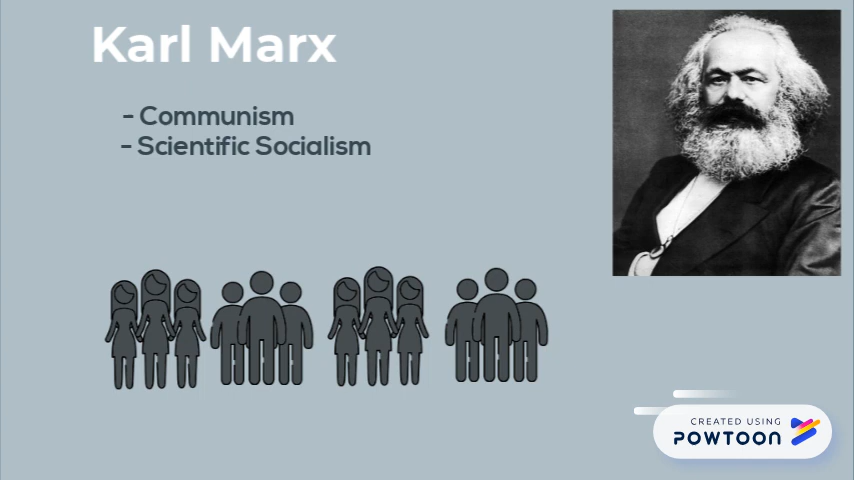 Karl Marx
- Communism
- Scientific Socialism
CREATED USING
POWTOON